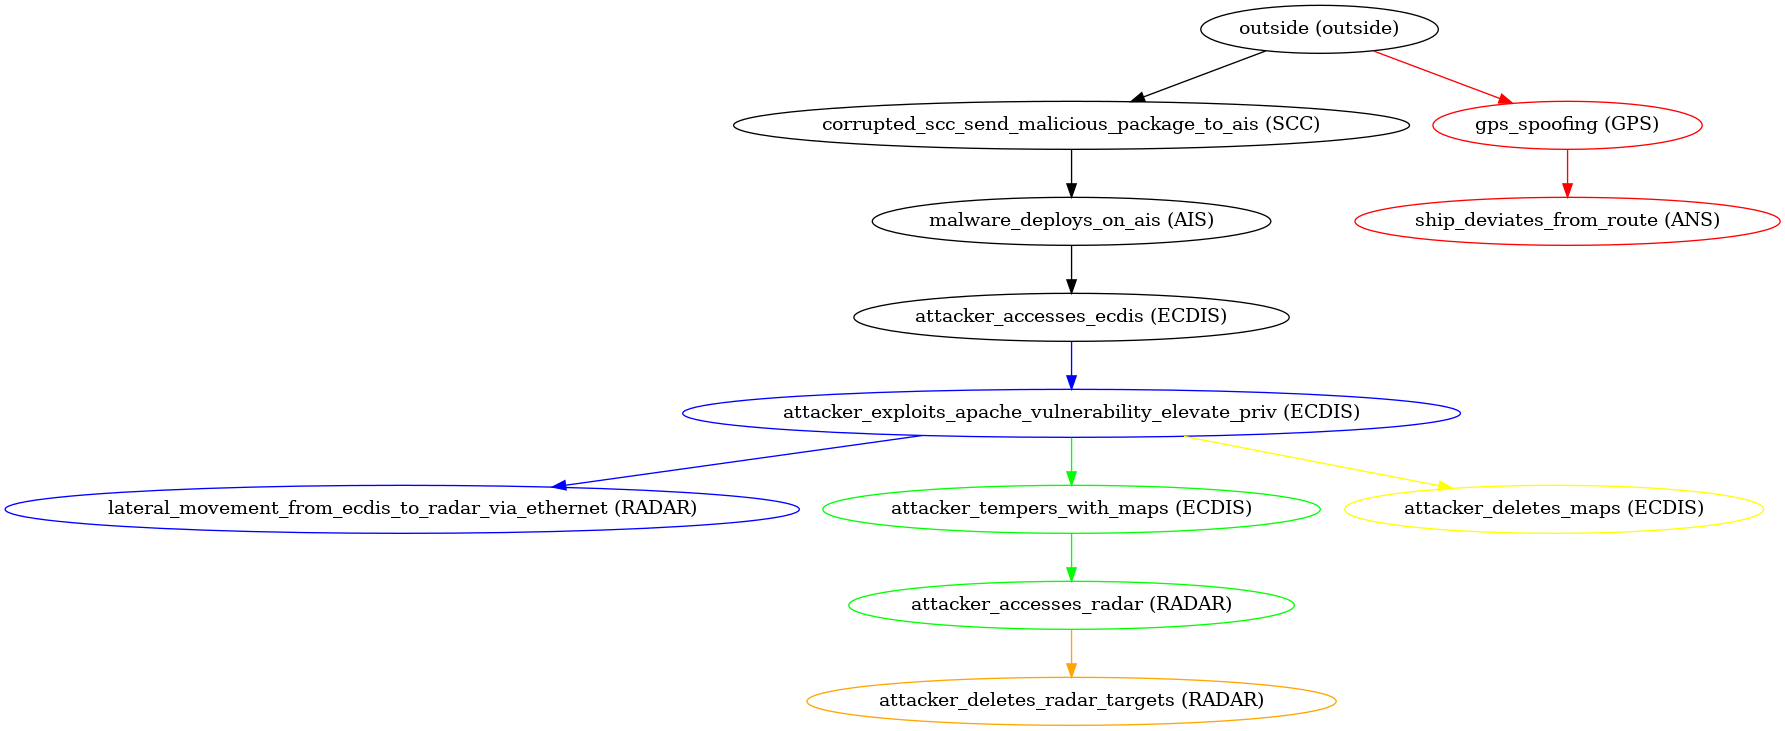 outside (outside)
corrupted_scc_send_malicious_package_to_ais (SCC)
gps_spoofing (GPS)
malware_deploys_on_ais (AIS)
ship_deviates_from_route (ANS)
attacker_accesses_ecdis (ECDIS)
attacker_exploits_apache_vulnerability_elevate_priv (ECDIS)
lateral_movement_from_ecdis_to_radar_via_ethernet (RADAR)
attacker_tempers_with_maps (ECDIS)
attacker_deletes_maps (ECDIS)
attacker_accesses_radar (RADAR)
attacker_deletes_radar_targets (RADAR)